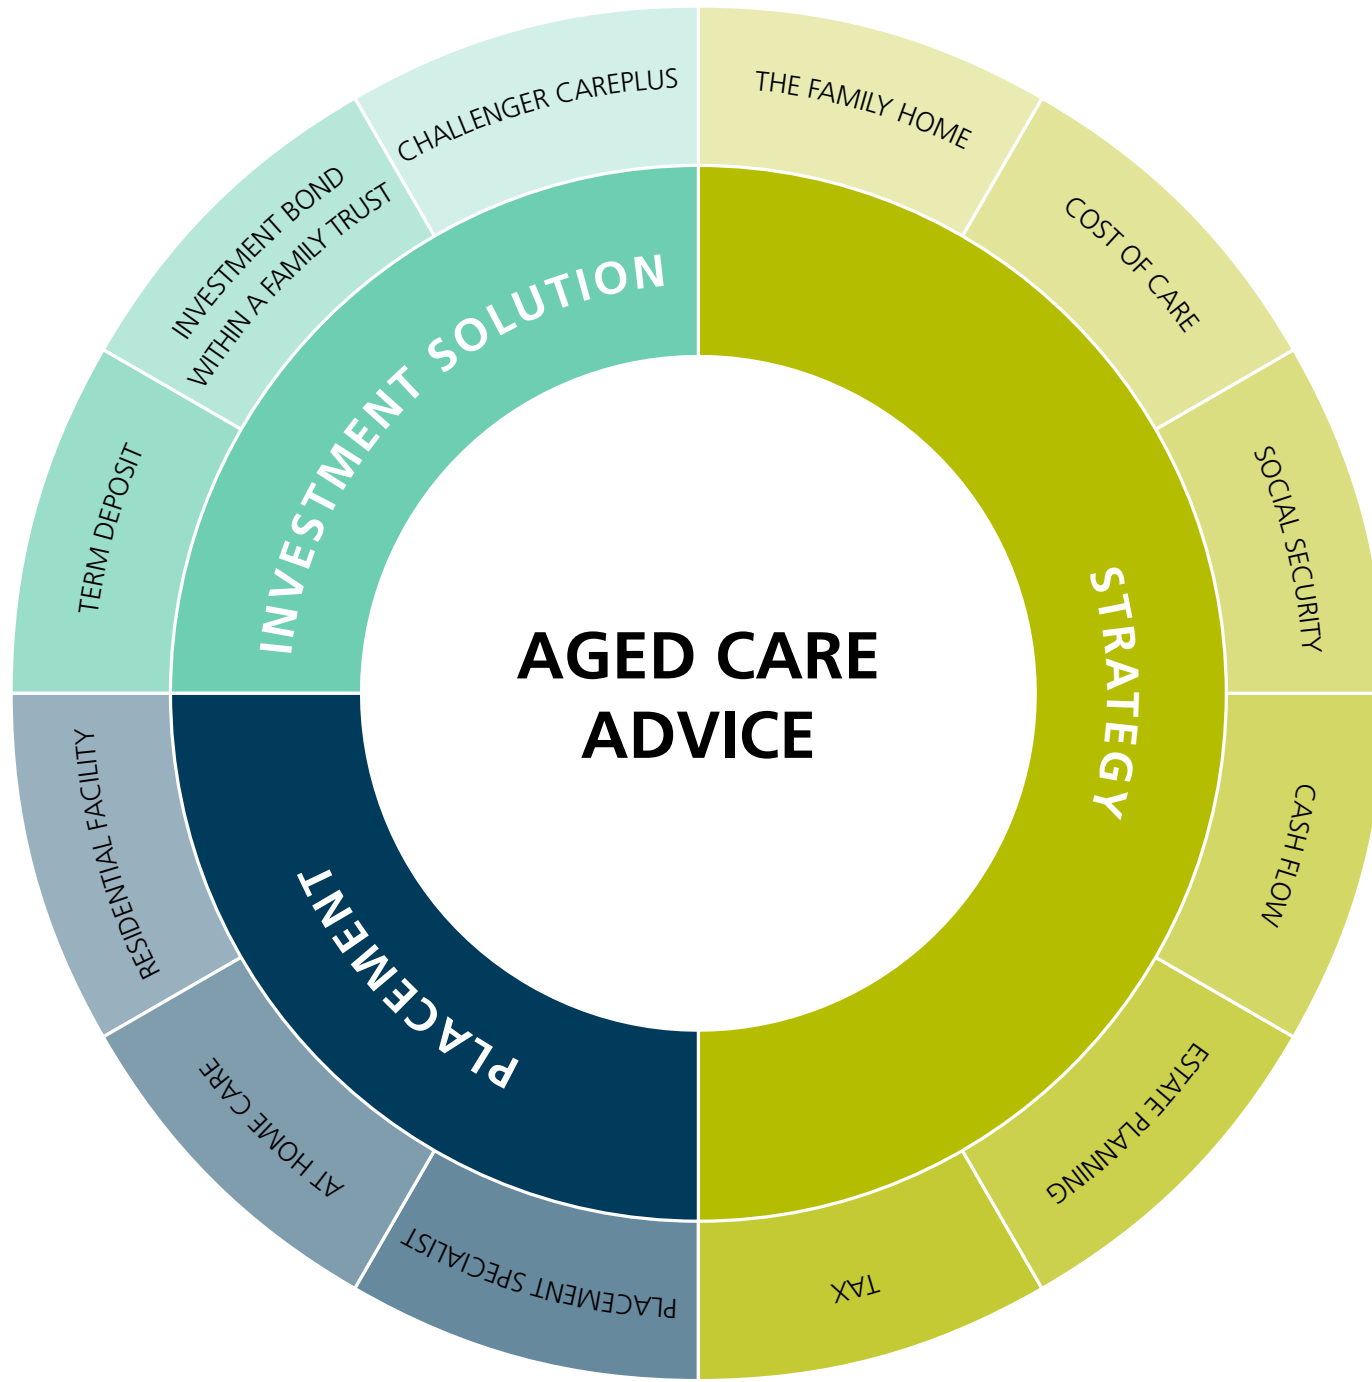 AGED CARE
ADVICE
STRATEGY
THE FAMILY HOME
COST OF CARE
SOCIAL SECURITY
CASH FLOW
ESTATE PLANNING
TAX
PLACEMENT
PLACEMENT SPECIALIST
AT HOME CARE
RESIDENTIAL FACILITY
INVESTMENT SOLUTION
TERM DEPOSIT
INVESTMENT BOND
WITHIN A FAMILY TRUST
CHALLENGER CAREPLUS